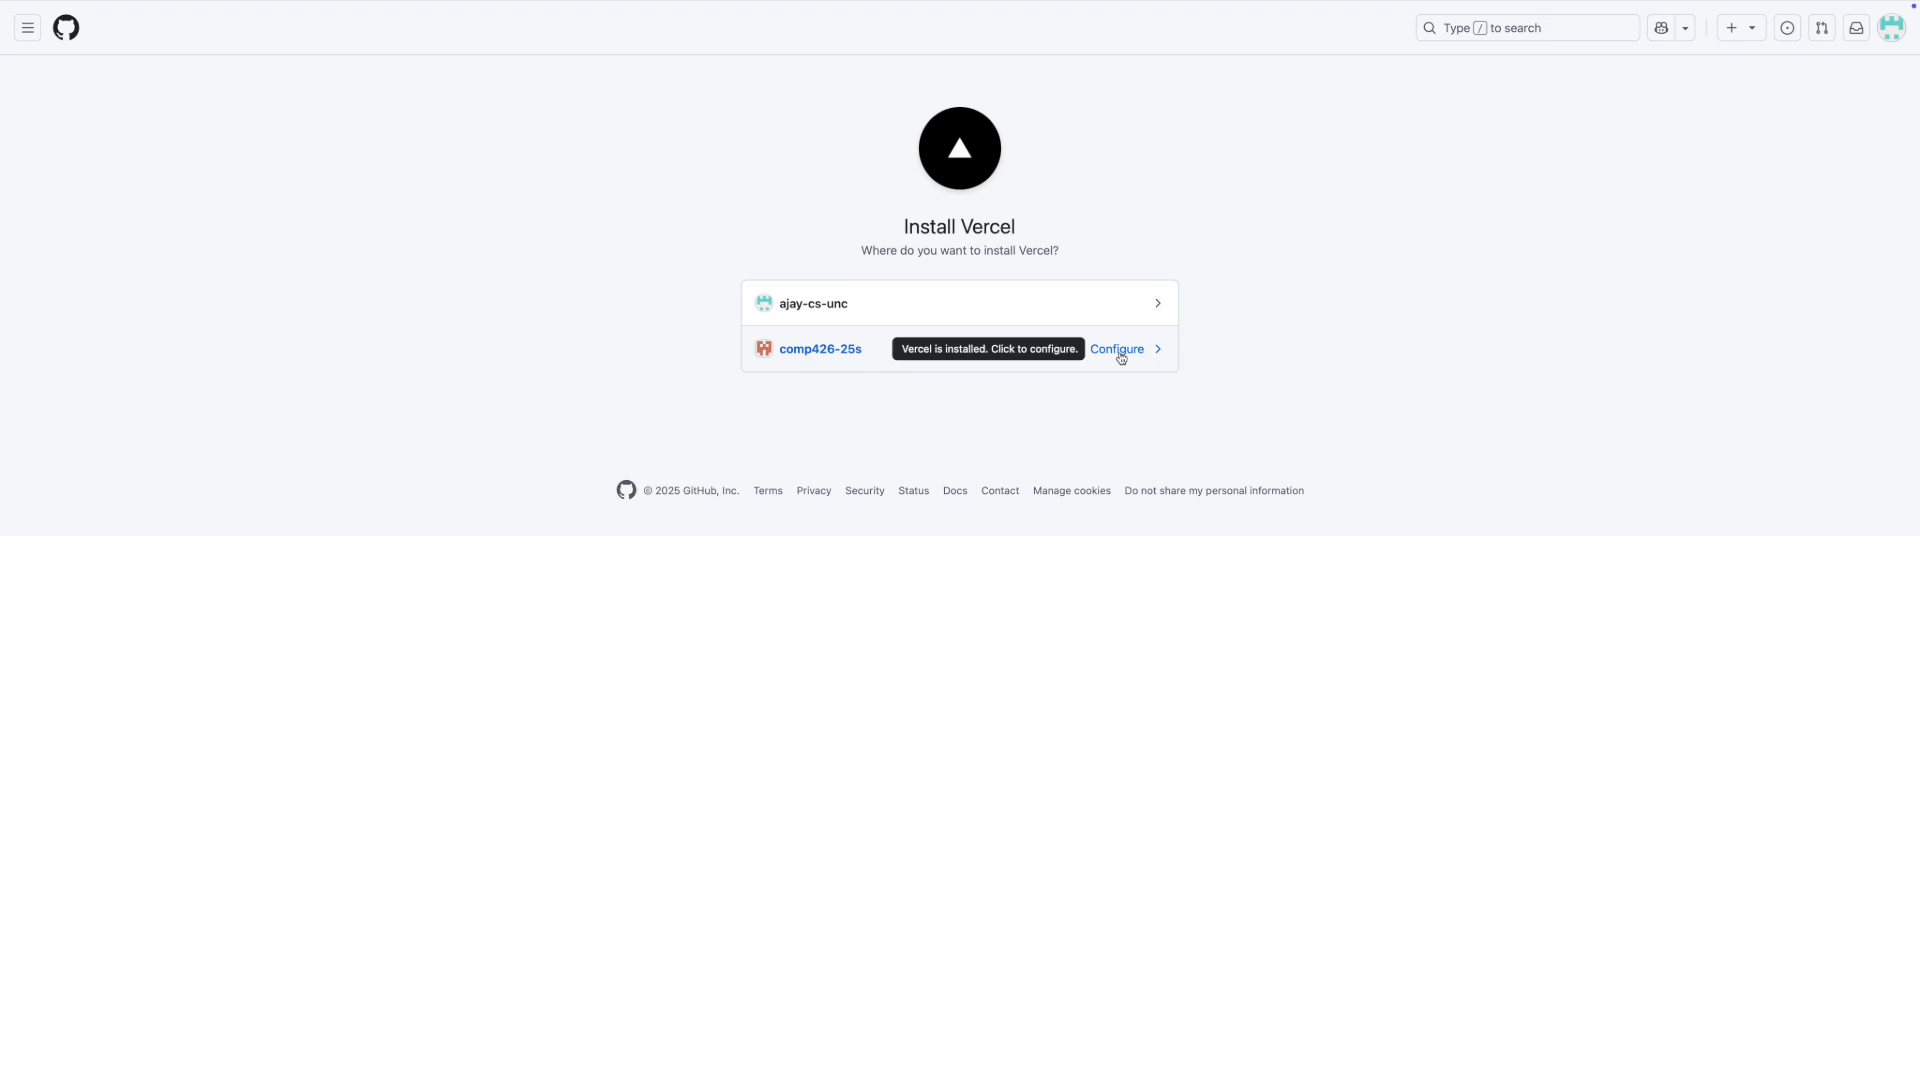 Type / to search
Install Vercel
Where do you want to install Vercel?
ajay-cs-unc
comp426-25s Vercel is installed. Click to configure. Configure
© 2025 GitHub, Inc. Terms Privacy Security Status Docs Contact Manage cookies Do not share my personal information